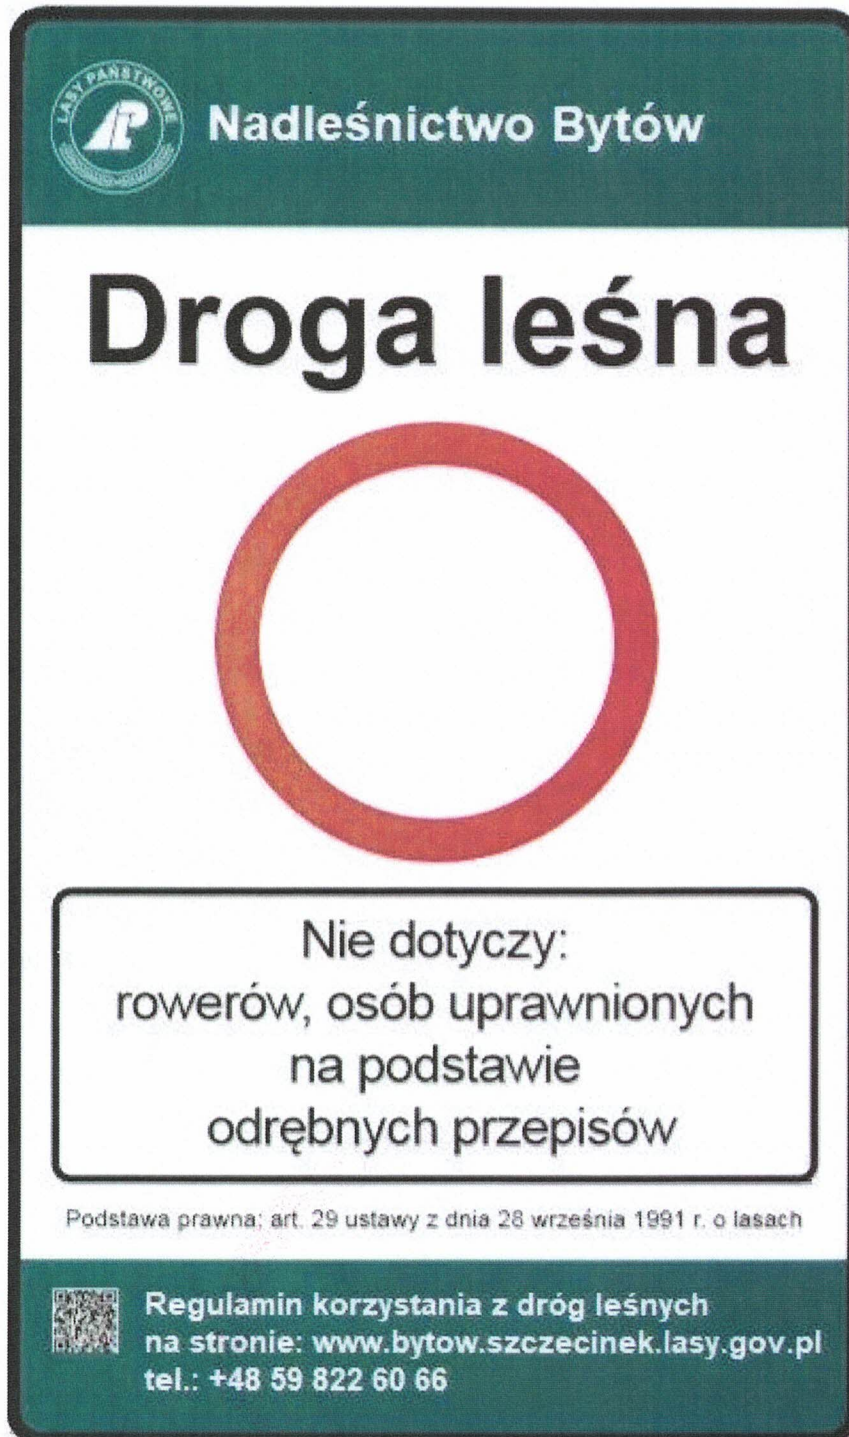 LASY PAŃSTWOWE
Nadleśnictwo Bytów
Droga leśna
Nie dotyczy:
rowerów, osób uprawnionych
na podstawie
odrębnych przepisów
Podstawa prawna: art. 29 ustawy z dnia 28 września 1991 r. o lasach
Regulamin korzystania z dróg leśnych
na stronie: www.bytow.szczecinek.lasy.gov.pl
tel.: +48 59 822 60 66